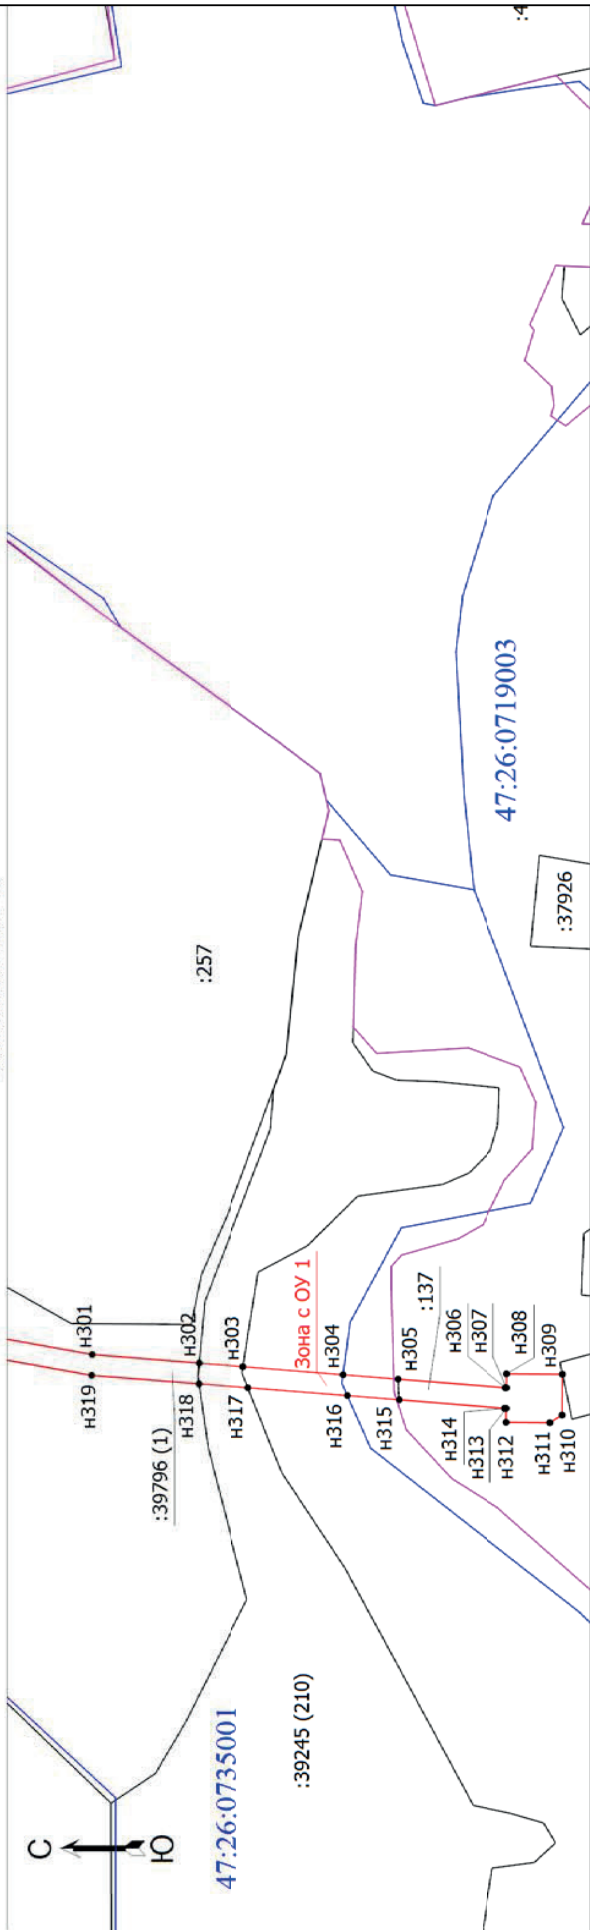 :4
47:26:0719003
:37926
:257
н301
н319
н302
н318
н303
н317
Зона с ОУ 1
н304
н316
н305
н315
:137
н306
н307
н308
н309
н314
н313
н312
н311
н310
:39796 (1)
:39245 (210)
47:26:0735001
С
Ю